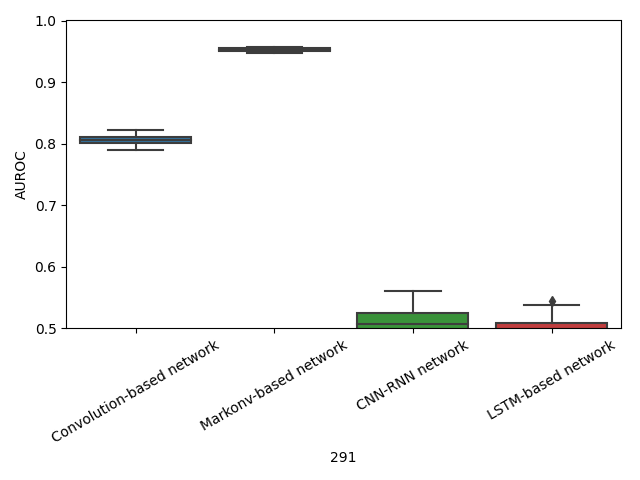 1.0
0.9
0.8
0.7
0.6
0.5
AUROC
Convolution-based network
Markonv-based network
CNN-RNN network
LSTM-based network
291